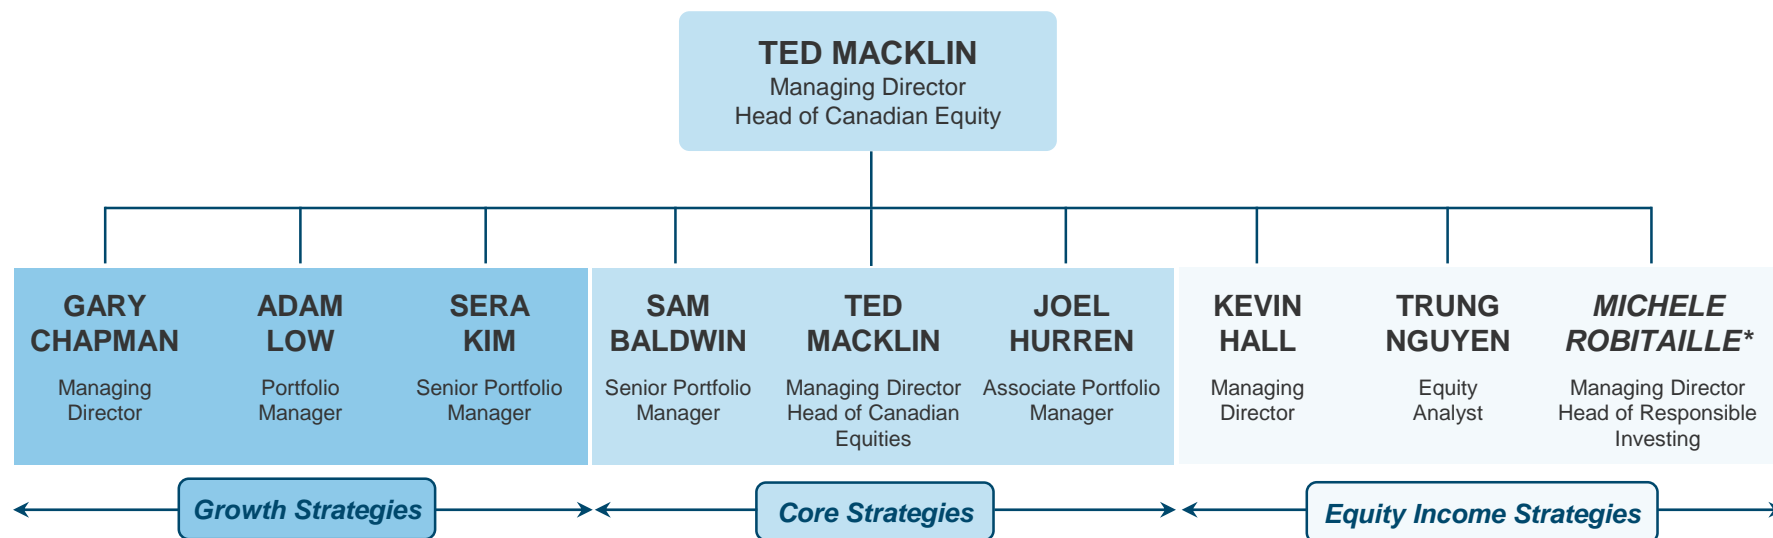 TED MACKLIN
Managing Director
Head of Canadian Equity
GARY
CHAPMAN
Managing
Director
ADAM
LOW
Portfolio
Manager
SERA
KIM
Senior Portfolio
Manager
SAM
BALDWIN
Senior Portfolio
Manager
TED
MACKLIN
Managing Director
Head of Canadian
Equities
JOEL
HURREN
Associate Portfolio
Manager
KEVIN
HALL
Managing
Director
TRUNG
NGUYEN
Equity
Analyst
MICHELE
ROBITAILLE*
Managing Director
Head of Responsible
Investing
Growth Strategies
Core Strategies
Equity Income Strategies